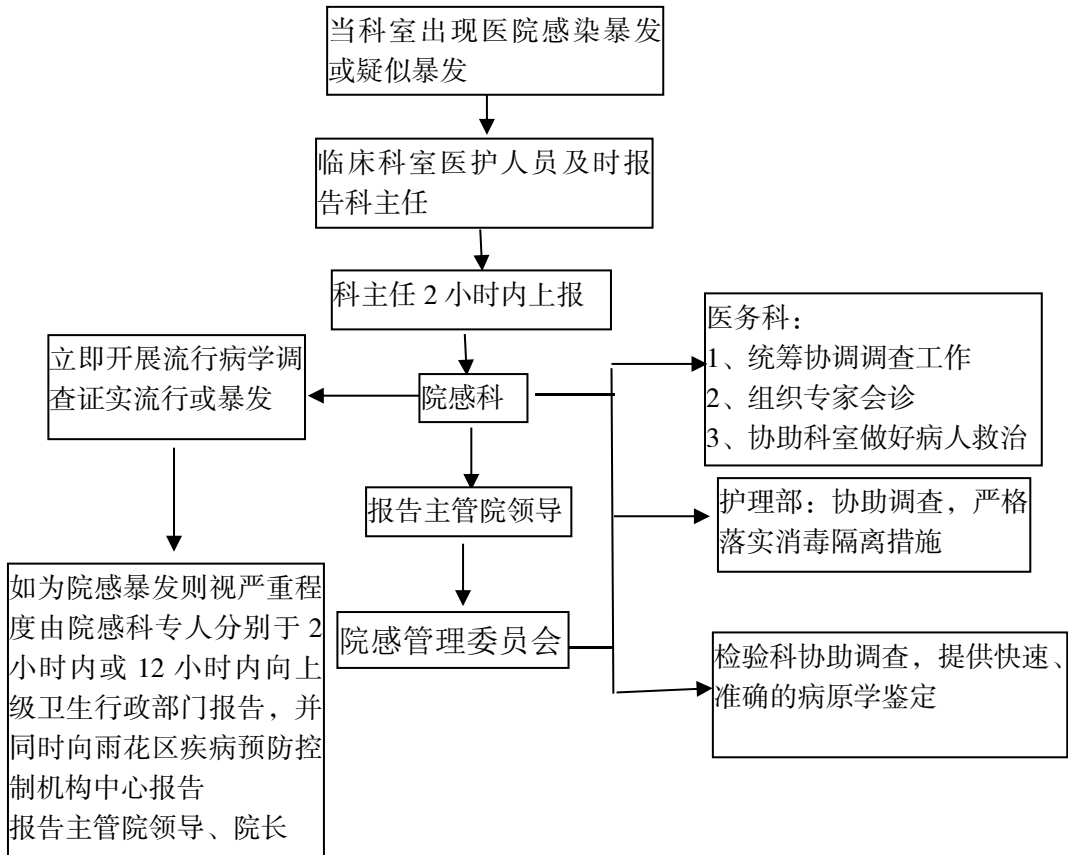 当科室出现医院感染暴发
或疑似暴发
临床科室医护人员及时报
告科主任
科主任 2 小时内上报
医务科：
1、统筹协调调查工作
2、组织专家会诊
3、协助科室做好病人救治
立即开展流行病学调
查证实流行或暴发
院感科
报告主管院领导
护理部：协助调查，严格
落实消毒隔离措施
如为院感暴发则视严重程
度由院感科专人分别于 2
小时内或 12 小时内向上
级卫生行政部门报告，并
同时向雨花区疾病预防控
制机构中心报告
报告主管院领导、院长
院感管理委员会
检验科协助调查，提供快速、
准确的病原学鉴定